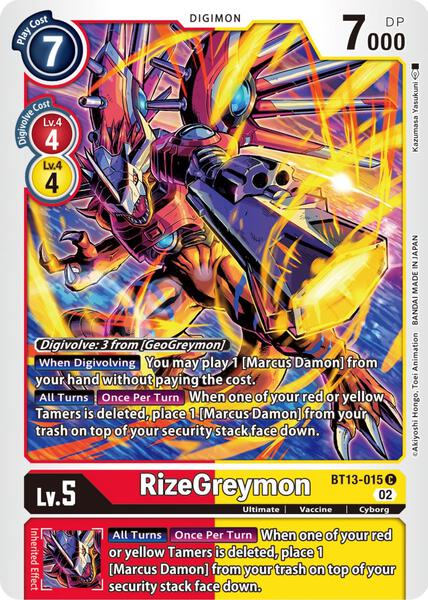 DIGIMON
Play Cost
7
DP
7000
Digivolve Cost
Lv.4
4
Lv.4
4
Kazumasa Yasukuni
©Akiyoshi Hongo, Toei Animation BANDAI MADE IN JAPAN
Digivolve: 3 from [GeoGreymon]
When Digivolving You may play 1 [Marcus Damon] from
your hand without paying the cost.
All Turns Once Per Turn When one of your red or yellow
Tamers is deleted, place 1 [Marcus Damon] from your
trash on top of your security stack face down.
Lv.5
RizeGreymon
BT13-015 C
02
Ultimate | Vaccine | Cyborg
Inherited Effect
All Turns Once Per Turn When one of your red
or yellow Tamers is deleted, place 1
[Marcus Damon] from your trash on top of your
security stack face down.